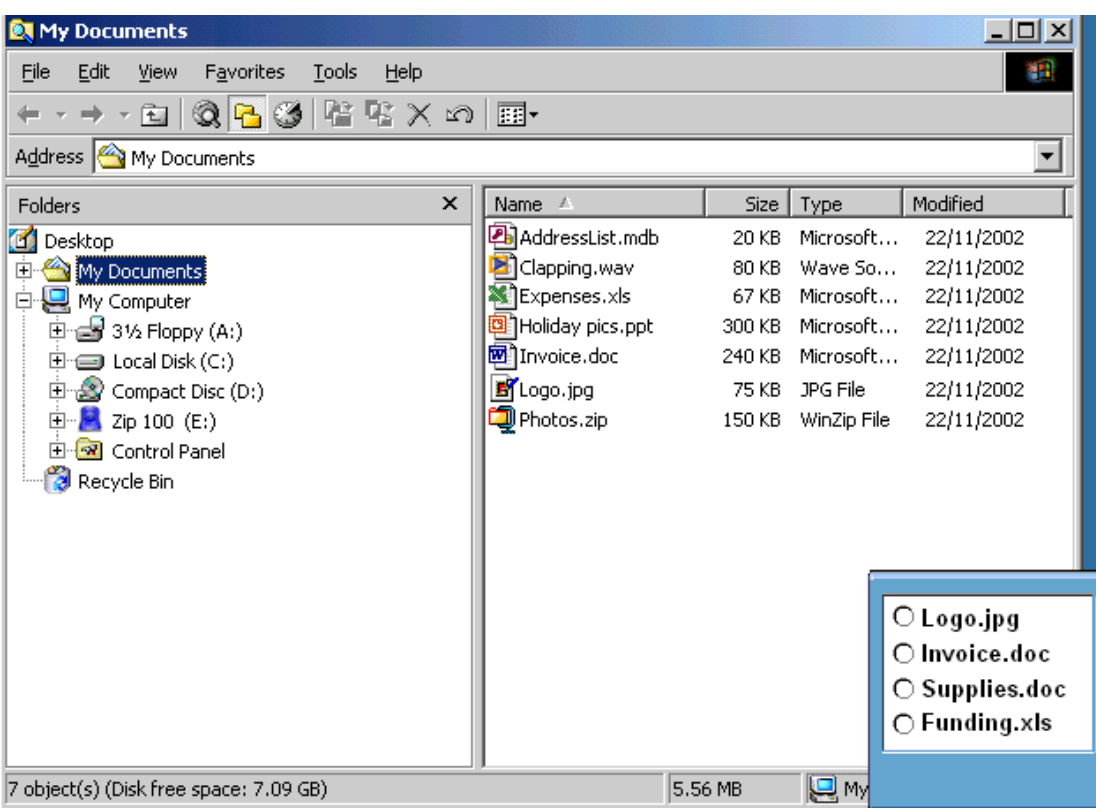 My Documents
File Edit View Favorites Tools Help
Address My Documents
Folders
Desktop
My Documents
My Computer
3½ Floppy (A:)
Local Disk (C:)
Compact Disc (D:)
Zip 100 (E:)
Control Panel
Recycle Bin
Name Size Type Modified
AddressList.mdb 20 KB Microsoft... 22/11/2002
Clapping.wav 80 KB Wave So... 22/11/2002
Expenses.xls 67 KB Microsoft... 22/11/2002
Holiday pics.ppt 300 KB Microsoft... 22/11/2002
Invoice.doc 240 KB Microsoft... 22/11/2002
Logo.jpg 75 KB JPG File 22/11/2002
Photos.zip 150 KB WinZip File 22/11/2002
Logo.jpg
Invoice.doc
Supplies.doc
Funding.xls
7 object(s) (Disk free space: 7.09 GB) 5.56 MB My